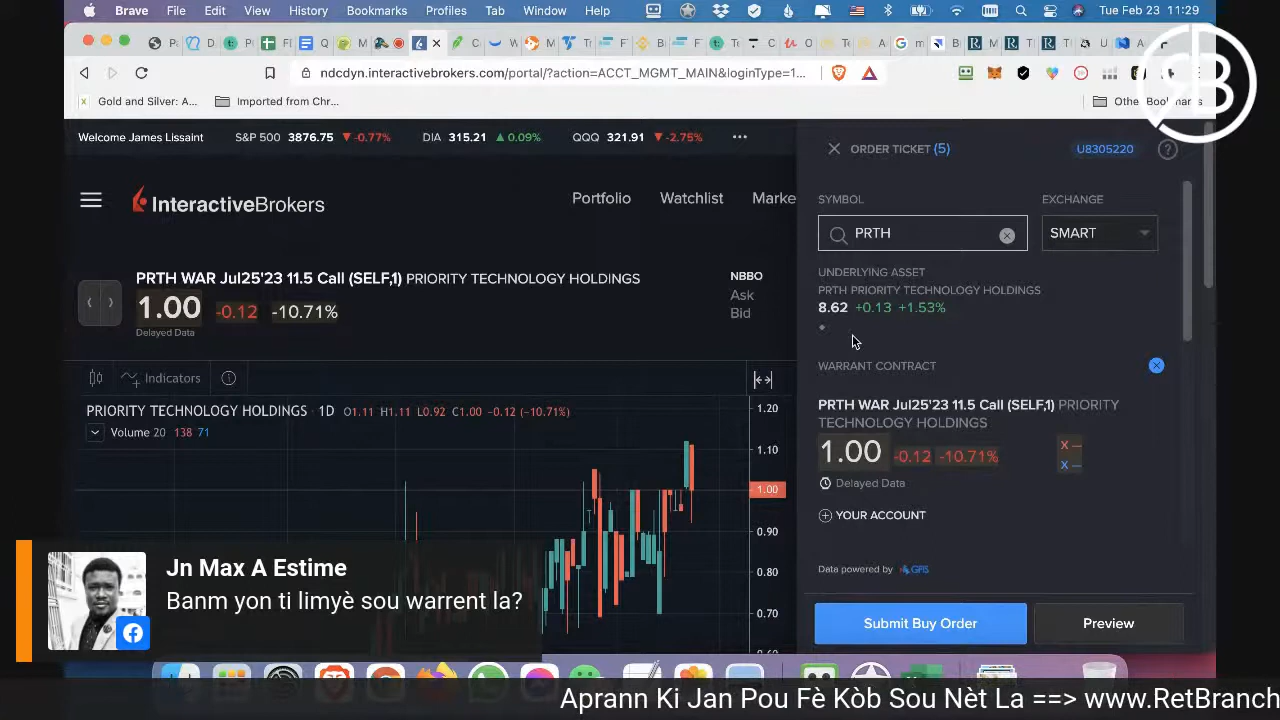 Brave File Edit View History Bookmarks Profiles Tab Window Help Tue Feb 23 11:29
ndcdyn.interactivebrokers.com/portal/?action=ACCT_MGMT_MAIN&loginType=1...
Gold and Silver: A... Imported from Chr... Other Bookmarks
Welcome James Lissaint S&P 500 3876.75 ▼-0.77% DIA 315.21 ▲0.09% QQQ 321.91 ▼-2.75% •••
ORDER TICKET (5) U8305220
InteractiveBrokers Portfolio Watchlist Marke
SYMBOL EXCHANGE
PRTH SMART
UNDERLYING ASSET
PRTH PRIORITY TECHNOLOGY HOLDINGS
8.62 +0.13 +1.53%
PRTH WAR Jul25'23 11.5 Call (SELF,1) PRIORITY TECHNOLOGY HOLDINGS
1.00 -0.12 -10.71%
Delayed Data
NBBO
Ask
Bid
WARRANT CONTRACT
PRTH WAR Jul25'23 11.5 Call (SELF,1) PRIORITY
TECHNOLOGY HOLDINGS
1.00 -0.12 -10.71%
X —
X —
Delayed Data
YOUR ACCOUNT
Data powered by GFIS
Submit Buy Order Preview
Indicators
PRIORITY TECHNOLOGY HOLDINGS · 1D O1.11 H1.11 L0.92 C1.00 -0.12 (-10.71%)
Volume 20 138 71
1.20
1.10
1.00
0.90
0.80
0.70
Jn Max A Estime
Banm yon ti limyè sou warrent la?
Aprann Ki Jan Pou Fè Kòb Sou Nèt La ==> www.RetBranch